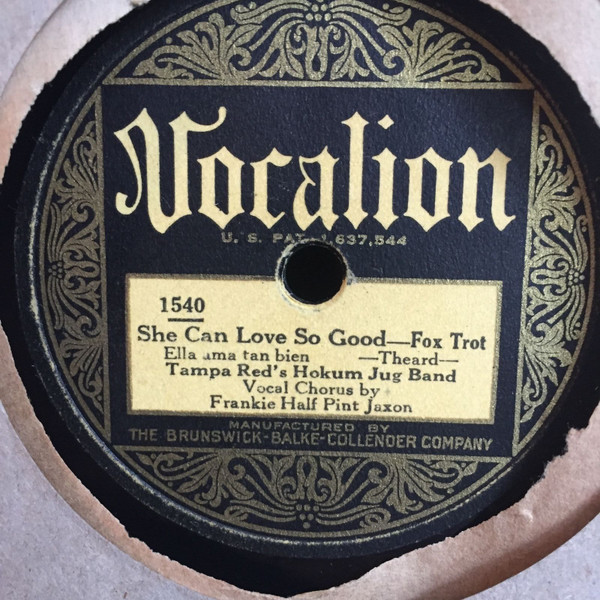 Vocalion
U. S. PAT. 1,637,544
1540
She Can Love So Good—Fox Trot
Ella ama tan bien —Theard—
Tampa Red's Hokum Jug Band
Vocal Chorus by
Frankie Half Pint Jaxon
MANUFACTURED BY
THE BRUNSWICK-BALKE-COLLENDER COMPANY